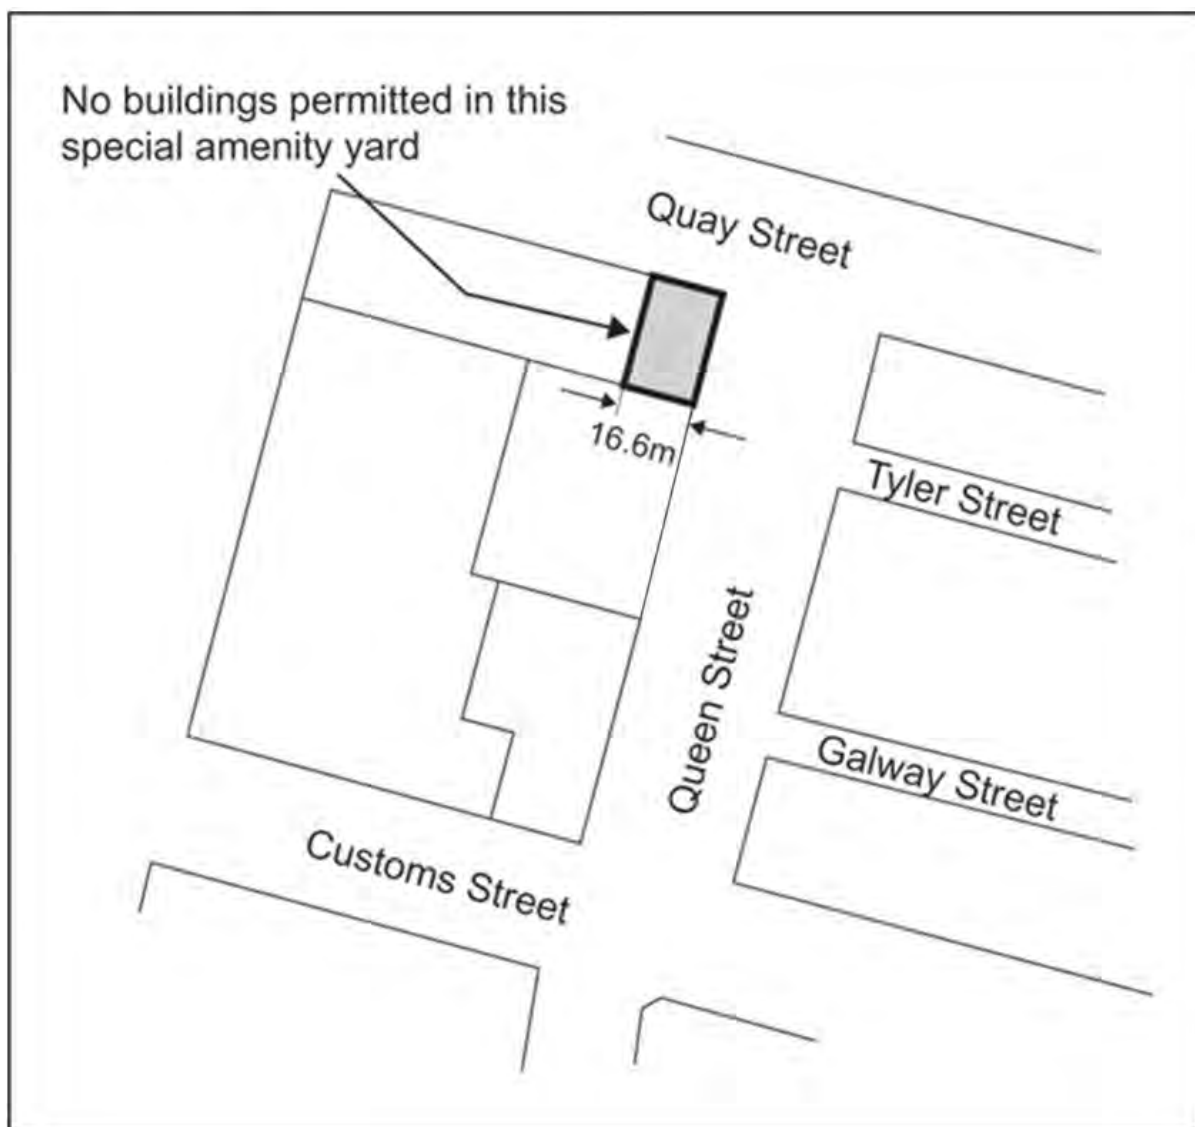 No buildings permitted in this
special amenity yard
Quay Street
16.6m
Tyler Street
Queen Street
Galway Street
Customs Street